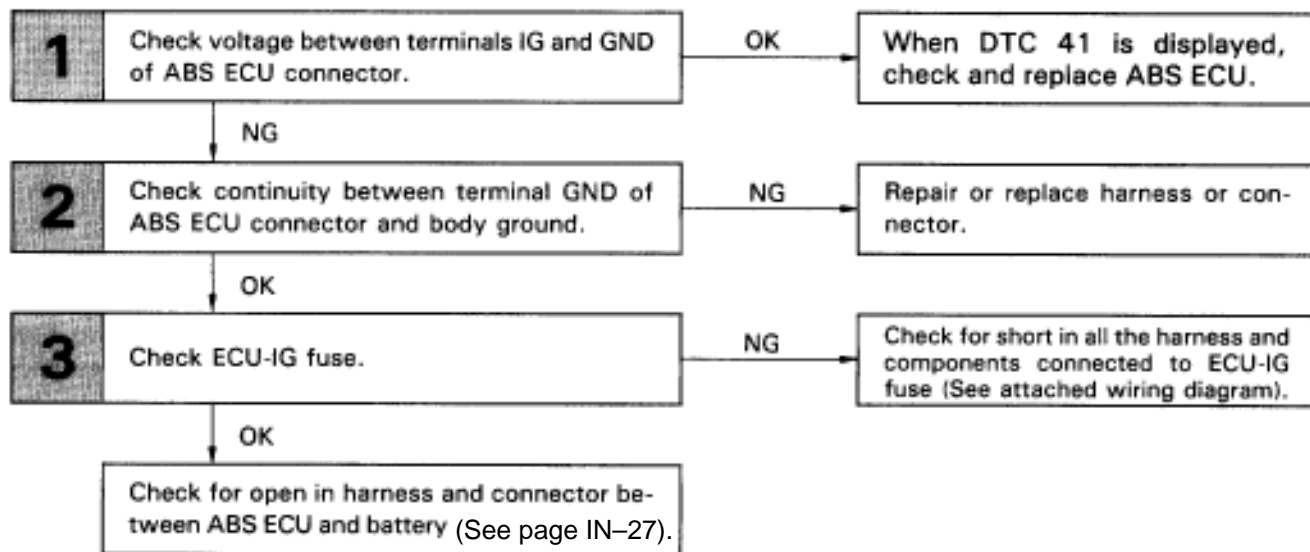 1
Check voltage between terminals IG and GND
of ABS ECU connector.
OK
When DTC 41 is displayed,
check and replace ABS ECU.
NG
2
Check continuity between terminal GND of
ABS ECU connector and body ground.
NG
Repair or replace harness or con-
nector.
OK
3
Check ECU-IG fuse.
NG
Check for short in all the harness and
components connected to ECU-IG
fuse (See attached wiring diagram).
OK
Check for open in harness and connector be-
tween ABS ECU and battery (See page IN–27).